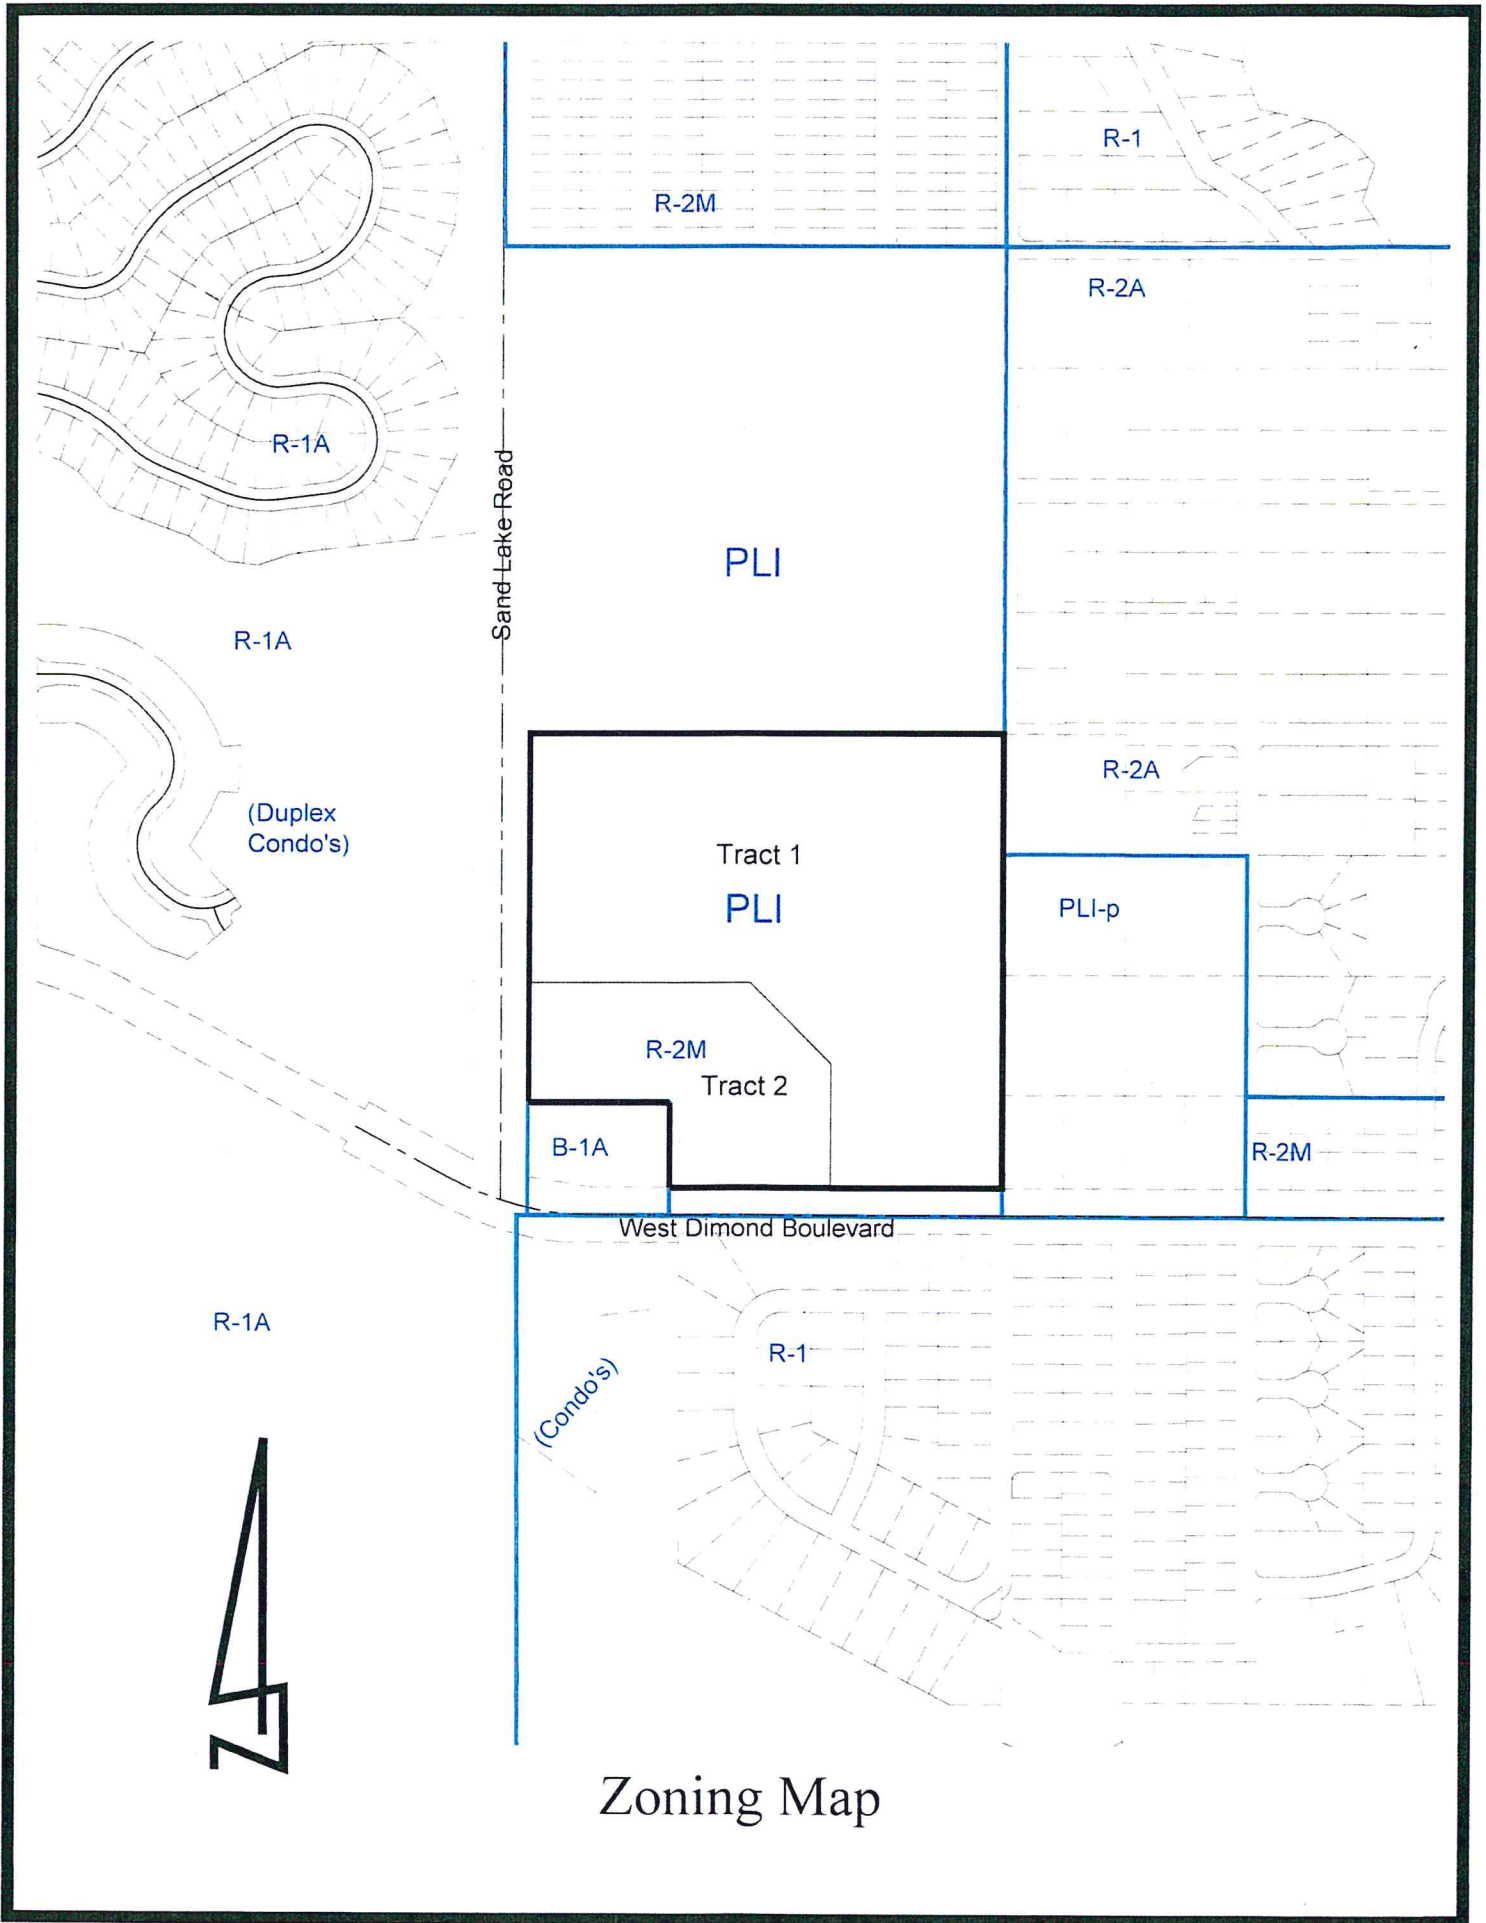 R-1
R-2M
R-2A
R-1A
Sand Lake Road
PLI
R-1A
R-2A
(Duplex
Condo's)
Tract 1
PLI
PLI-p
R-2M
Tract 2
B-1A
R-2M
West Dimond Boulevard
R-1A
R-1
(Condo's)
Zoning Map